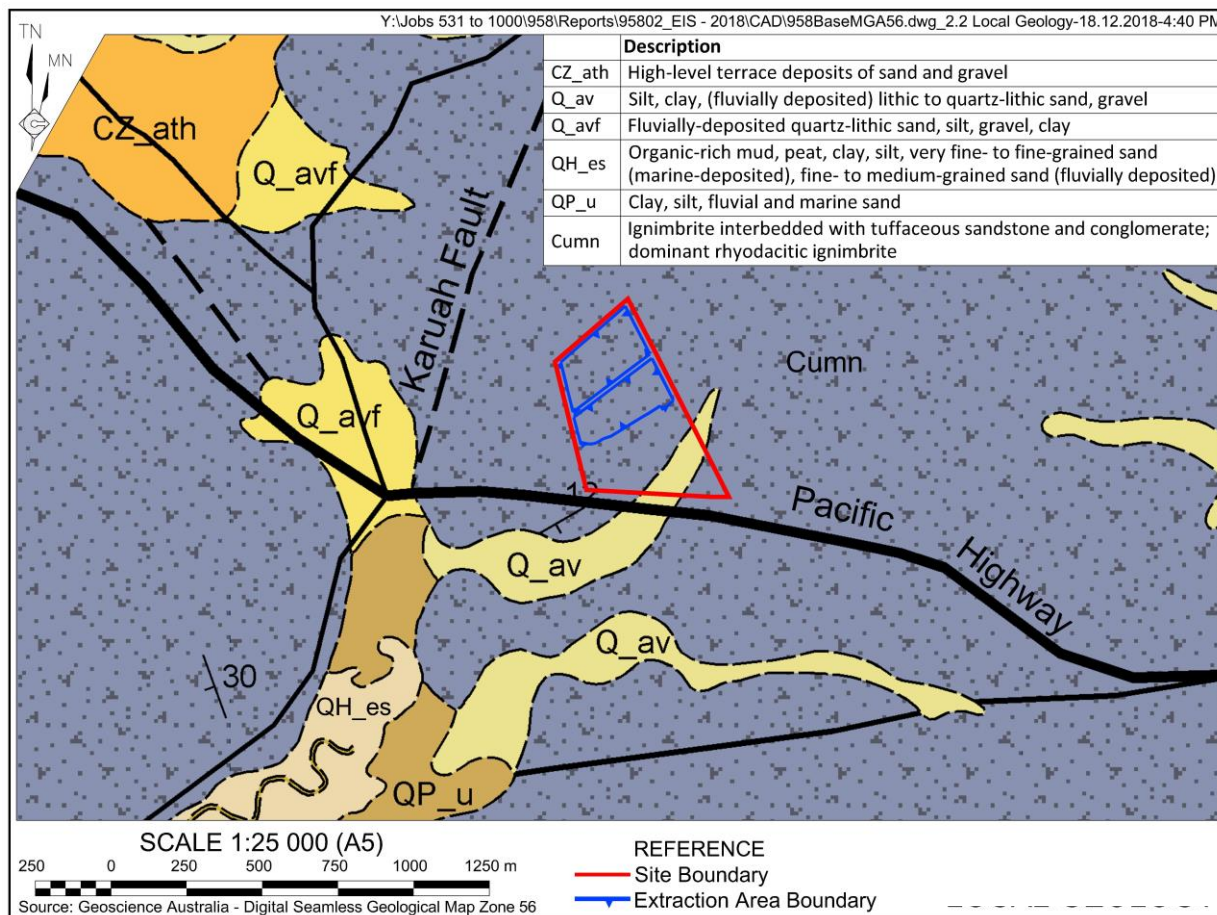 Y:\Jobs 531 to 1000\958\Reports\95802_EIS - 2018\CAD\958BaseMGA56.dwg_2.2 Local Geology-18.12.2018-4:40 PM
TN
MN
Description
CZ_ath High-level terrace deposits of sand and gravel
Q_av Silt, clay, (fluvially deposited) lithic to quartz-lithic sand, gravel
Q_avf Fluvially-deposited quartz-lithic sand, silt, gravel, clay
QH_es Organic-rich mud, peat, clay, silt, very fine- to fine-grained sand
(marine-deposited), fine- to medium-grained sand (fluvially deposited)
QP_u Clay, silt, fluvial and marine sand
Cumn Ignimbrite interbedded with tuffaceous sandstone and conglomerate;
dominant rhyodacitic ignimbrite
CZ_ath
Q_avf
Karuah Fault
Cumn
Q_avf
Pacific
Highway
Q_av
Q_av
30
QH_es
QP_u
SCALE 1:25 000 (A5)
250 0 250 500 750 1000 1250 m
Source: Geoscience Australia - Digital Seamless Geological Map Zone 56
REFERENCE
Site Boundary
Extraction Area Boundary